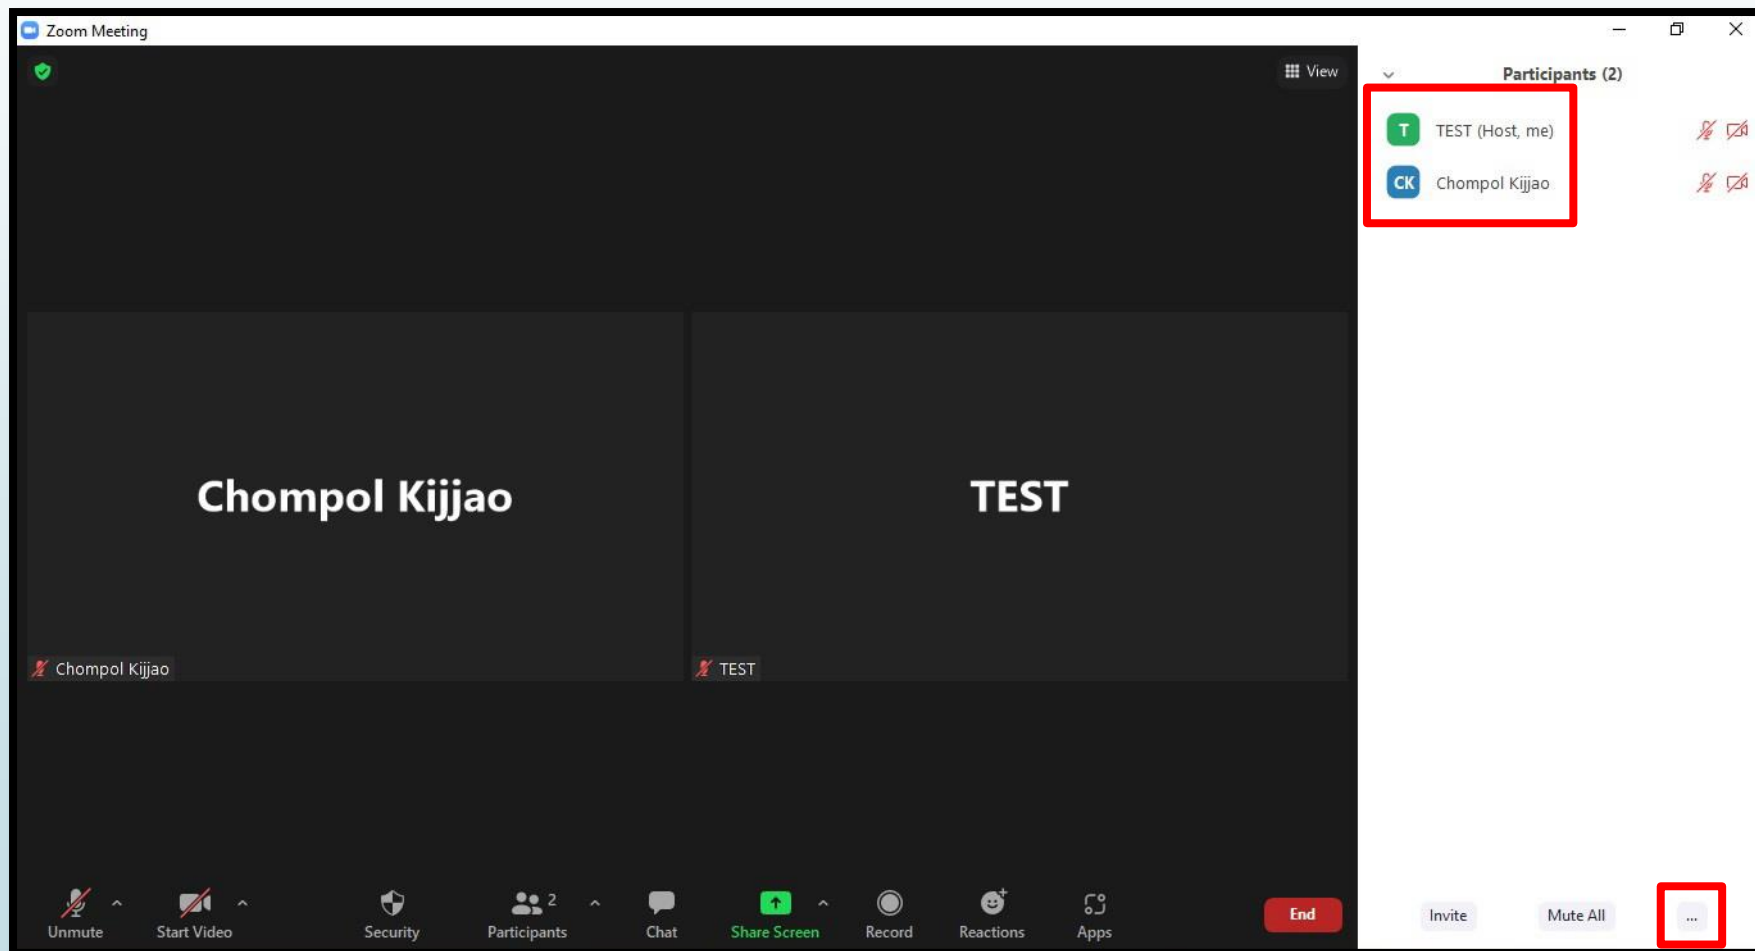 Zoom Meeting
View
Participants (2)
T TEST (Host, me)
CK Chompol Kijjao
Chompol Kijjao
TEST
Chompol Kijjao
TEST
2
Unmute
Start Video
Security
Participants
Chat
Share Screen
Record
Reactions
Apps
End
Invite
Mute All
...